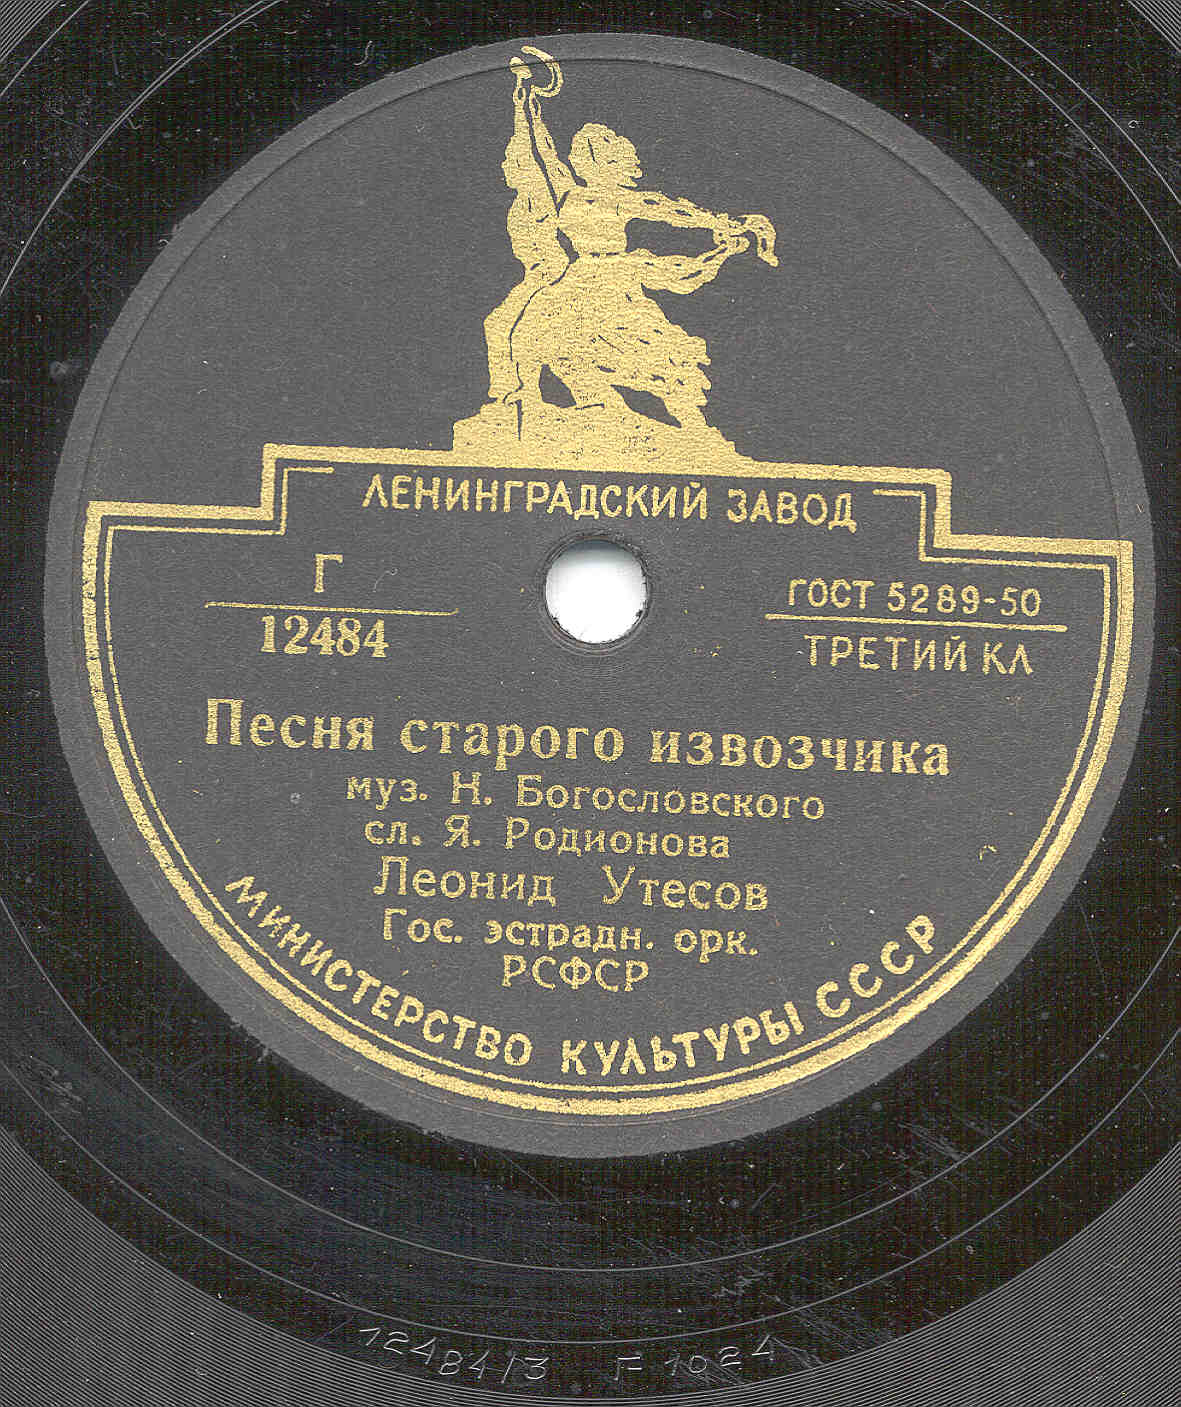 ЛЕНИНГРАДСКИЙ ЗАВОД
Г
12484
ГОСТ 5289-50
ТРЕТИЙ КЛ
Песня старого извозчика
муз. Н. Богословского
сл. Я. Родионова
Леонид Утесов
Гос. эстрадн. орк.
РСФСР
МИНИСТЕРСТВО КУЛЬТУРЫ СССР
12484/3 Г 1024